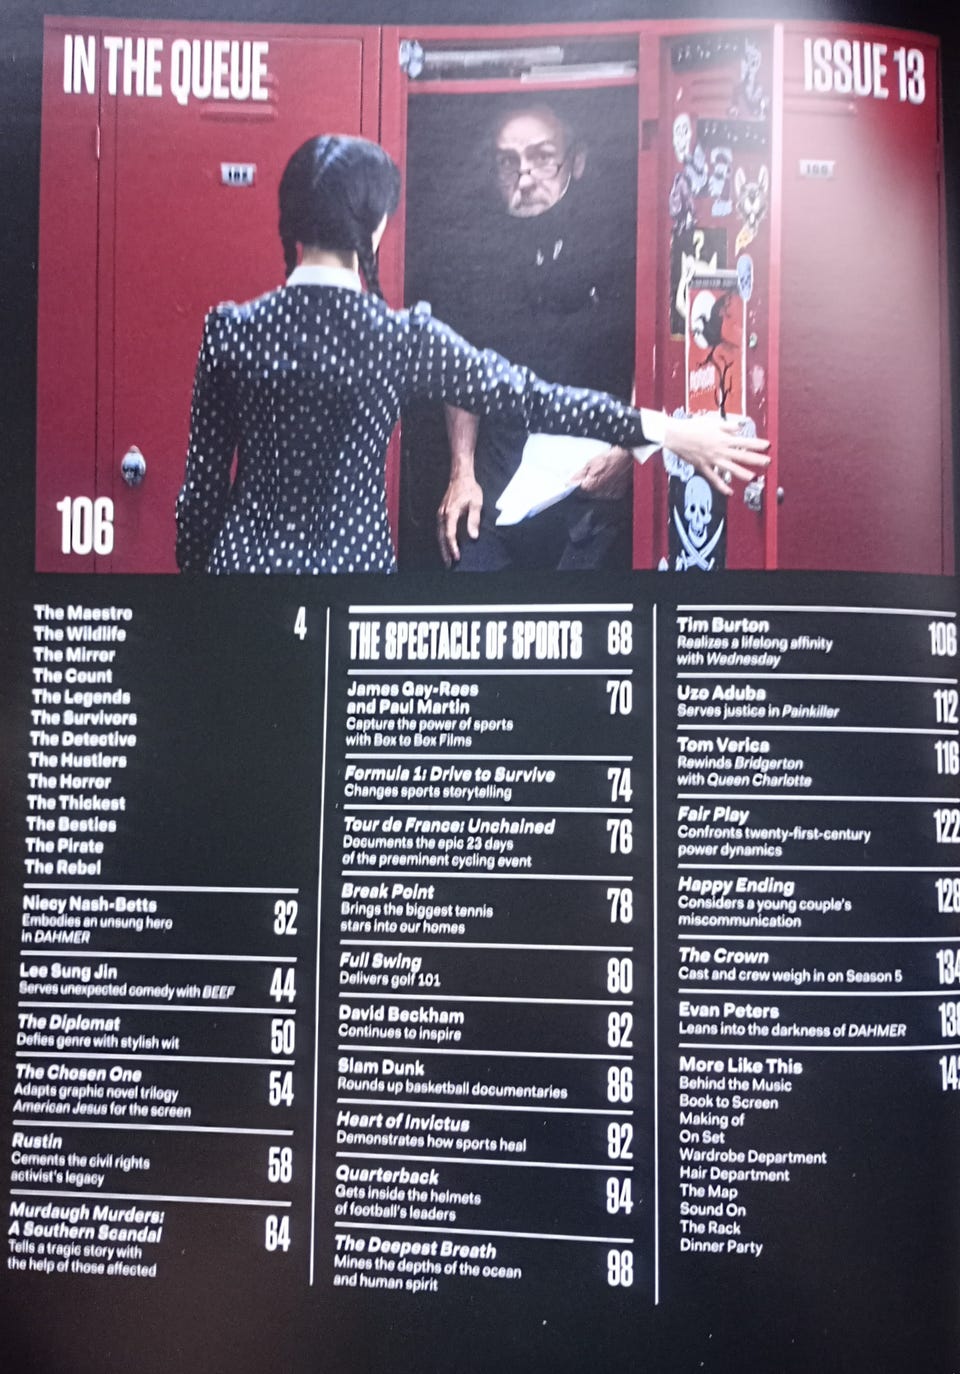 IN THE QUEUE
ISSUE 13
106
The Maestro
4
The Wildlife
The Mirror
The Count
The Legends
The Survivors
The Detective
The Hustlers
The Horror
The Thickest
The Besties
The Pirate
The Rebel
Niecy Nash-Betts
32
Embodies an unsung hero
in DAHMER
Lee Sung Jin
44
Serves unexpected comedy with BEEF
The Diplomat
50
Defies genre with stylish wit
The Chosen One
54
Adapts graphic novel trilogy
American Jesus for the screen
Rustin
58
Cements the civil rights
activist's legacy
Murdaugh Murders:
A Southern Scandal
64
Tells a tragic story with
the help of those affected
THE SPECTACLE OF SPORTS
68
James Gay-Rees
and Paul Martin
70
Capture the power of sports
with Box to Box Films
Formula 1: Drive to Survive
74
Changes sports storytelling
Tour de France: Unchained
76
Documents the epic 23 days
of the preeminent cycling event
Break Point
78
Brings the biggest tennis
stars into our homes
Full Swing
80
Delivers golf 101
David Beckham
82
Continues to inspire
Slam Dunk
86
Rounds up basketball documentaries
Heart of Invictus
92
Demonstrates how sports heal
Quarterback
94
Gets inside the helmets
of football's leaders
The Deepest Breath
98
Mines the depths of the ocean
and human spirit
Tim Burton
106
Realizes a lifelong affinity
with Wednesday
Uzo Aduba
112
Serves justice in Painkiller
Tom Verica
116
Rewinds Bridgerton
with Queen Charlotte
Fair Play
122
Confronts twenty-first-century
power dynamics
Happy Ending
128
Considers a young couple's
miscommunication
The Crown
134
Cast and crew weigh in on Season 5
Evan Peters
Leans into the darkness of DAHMER
More Like This
Behind the Music
Book to Screen
Making of
On Set
Wardrobe Department
Hair Department
The Map
Sound On
The Rack
Dinner Party